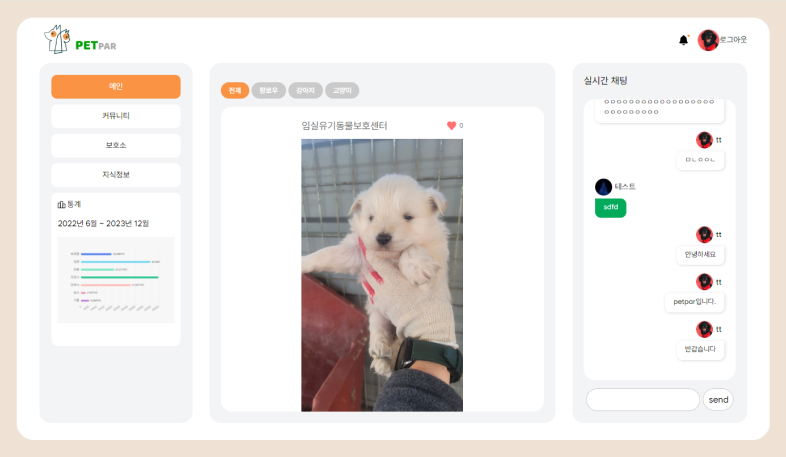 PETPAR
로그아웃
메인
커뮤니티
보호소
지식정보
통계
2022년 6월 ~ 2023년 12월
전체
팔로우
강아지
고양이
임실유기동물보호센터
0
실시간 채팅
tt
ㅁㄴㅇㅇㄴ
테스트
sdfd
tt
안녕하세요
tt
petpar입니다.
tt
반갑습니다
send